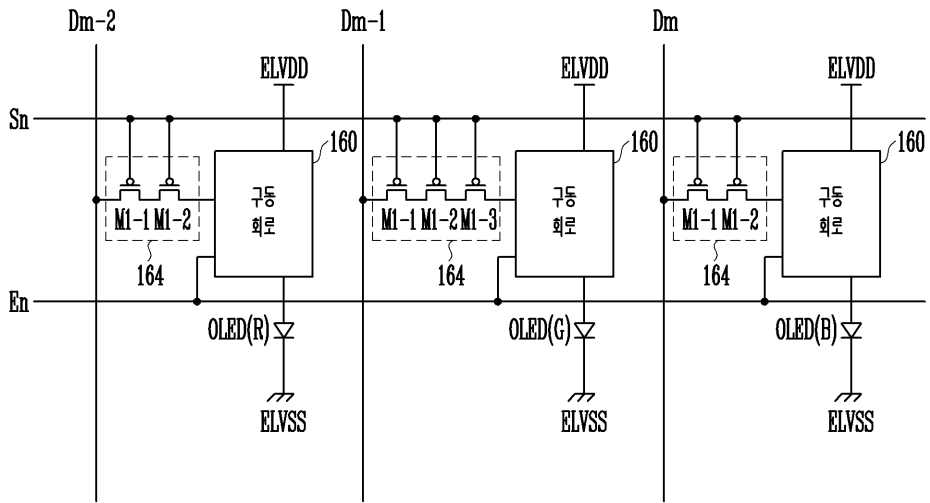 Dm-2 Dm-1 Dm
ELVDD ELVDD ELVDD
Sn
160 160 160
구동 구동 구동
M1-1 M1-2 M1-1 M1-2 M1-3 M1-1 M1-2
회로 회로 회로
164 164 164
En
OLED(R) OLED(G) OLED(B)
ELVSS ELVSS ELVSS